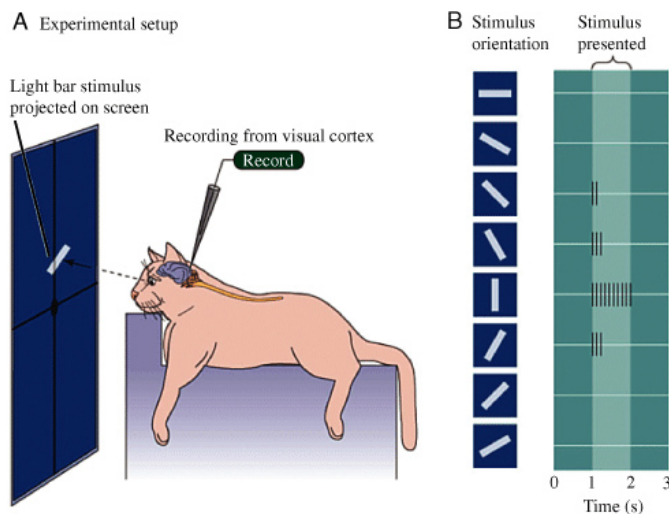 A Experimental setup
Light bar stimulus
projected on screen
Recording from visual cortex
Record
B Stimulus
orientation
Stimulus
presented
0 1 2 3
Time (s)